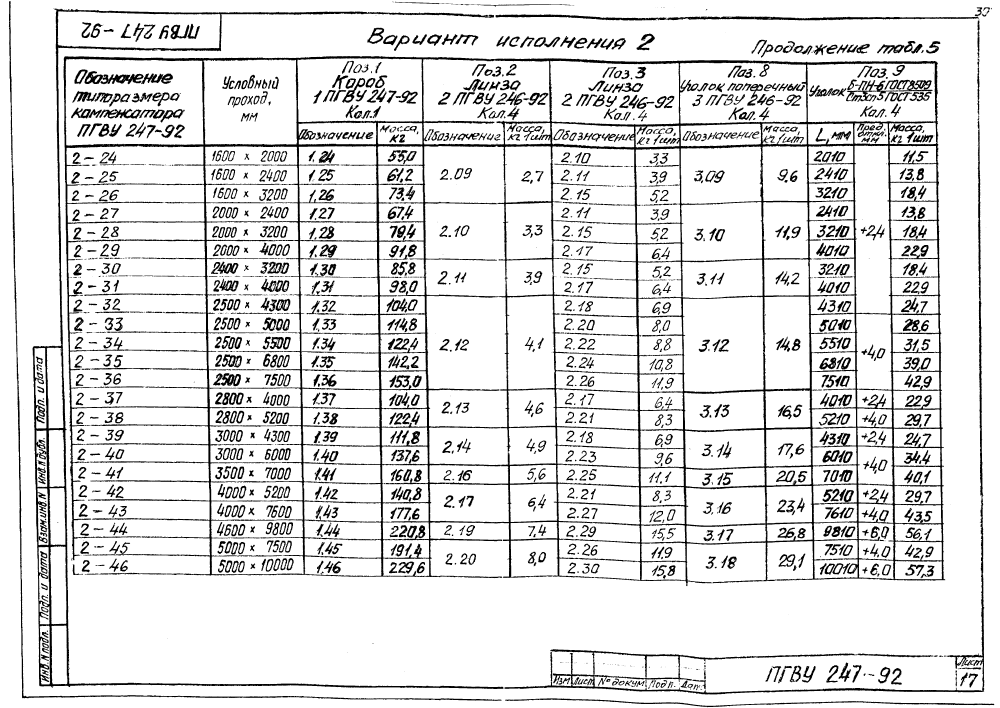 30
ПГВУ 247-92
Вариант исполнения 2
Продолжение табл.5
Обозначение типоразмера компенсатора ПГВУ 247-92 | Условный проход, мм | Поз.1 Короб 1 ПГВУ 247-92 Кол.1 | Поз.2 Линза 2 ПГВУ 246-92 Кол.4 | Поз.3 Линза 2 ПГВУ 246-92 Кол.4 | Поз.8 Уголок поперечный 3 ПГВУ 246-92 Кол.4 | Поз.9 Уголок Б-ПН-6 ГОСТ 8509 Ст3сп5 ГОСТ 535 Кол.4
Обозначение | Масса, кг | Обозначение | Масса, кг 1шт | Обозначение | Масса, кг 1шт | Обозначение | Масса, кг 1шт | L, мм | Пред. откл. мм | Масса, кг 1шт
2-24 | 1600 x 2000 | 1.24 | 55,0 | 2.10 | 3,3 | 2010 | 11,5
2-25 | 1600 x 2400 | 1.25 | 61,2 | 2.09 | 2,7 | 2.11 | 3,9 | 3.09 | 9,6 | 2410 | 13,8
2-26 | 1600 x 3200 | 1.26 | 73,4 | 2.15 | 5,2 | 3210 | 18,4
2-27 | 2000 x 2400 | 1.27 | 67,4 | 2.11 | 3,9 | 2410 | 13,8
2-28 | 2000 x 3200 | 1.28 | 79,4 | 2.10 | 3,3 | 2.15 | 5,2 | 3.10 | 11,9 | 3210 | +2,4 | 18,4
2-29 | 2000 x 4000 | 1.29 | 91,8 | 2.17 | 6,4 | 4010 | 22,9
2-30 | 2400 x 3200 | 1.30 | 85,8 | 2.11 | 3,9 | 2.15 | 5,2 | 3.11 | 14,2 | 3210 | 18,4
2-31 | 2400 x 4000 | 1.31 | 98,0 | 2.17 | 6,4 | 4010 | 22,9
2-32 | 2500 x 4300 | 1.32 | 104,0 | 2.18 | 6,9 | 4310 | 24,7
2-33 | 2500 x 5000 | 1.33 | 114,8 | 2.20 | 8,0 | 5010 | 28,6
2-34 | 2500 x 5500 | 1.34 | 122,4 | 2.12 | 4,1 | 2.22 | 8,8 | 3.12 | 14,8 | 5510 | +4,0 | 31,5
2-35 | 2500 x 6800 | 1.35 | 142,2 | 2.24 | 10,8 | 6810 | 39,0
2-36 | 2500 x 7500 | 1.36 | 153,0 | 2.26 | 11,9 | 7510 | 42,9
2-37 | 2800 x 4000 | 1.37 | 104,0 | 2.13 | 4,6 | 2.17 | 6,4 | 3.13 | 16,5 | 4010 | +2,4 | 22,9
2-38 | 2800 x 5200 | 1.38 | 122,4 | 2.21 | 8,3 | 5210 | +4,0 | 29,7
2-39 | 3000 x 4300 | 1.39 | 111,8 | 2.14 | 4,9 | 2.18 | 6,9 | 3.14 | 17,6 | 4310 | +2,4 | 24,7
2-40 | 3000 x 6000 | 1.40 | 137,6 | 2.23 | 9,6 | 6010 | +4,0 | 34,4
2-41 | 3500 x 7000 | 1.41 | 160,8 | 2.16 | 5,6 | 2.25 | 11,1 | 3.15 | 20,5 | 7010 | 40,1
2-42 | 4000 x 5200 | 1.42 | 140,8 | 2.17 | 6,4 | 2.21 | 8,3 | 3.16 | 23,4 | 5210 | +2,4 | 29,7
2-43 | 4000 x 7600 | 1.43 | 177,6 | 2.27 | 12,0 | 7610 | +4,0 | 43,5
2-44 | 4600 x 9800 | 1.44 | 220,8 | 2.19 | 7,4 | 2.29 | 15,5 | 3.17 | 26,8 | 9810 | +6,0 | 56,1
2-45 | 5000 x 7500 | 1.45 | 191,4 | 2.20 | 8,0 | 2.26 | 11,9 | 3.18 | 29,1 | 7510 | +4,0 | 42,9
2-46 | 5000 x 10000 | 1.46 | 229,6 | 2.30 | 15,8 | 10010 | +6,0 | 57,3
Инв.N подл. | Подп. и дата | Взам.инв.N | Инв.N дубл. | Подп. и дата
Изм | Лист | N° докум. | Подп. | Дат.
ПГВУ 247-92
Лист
17